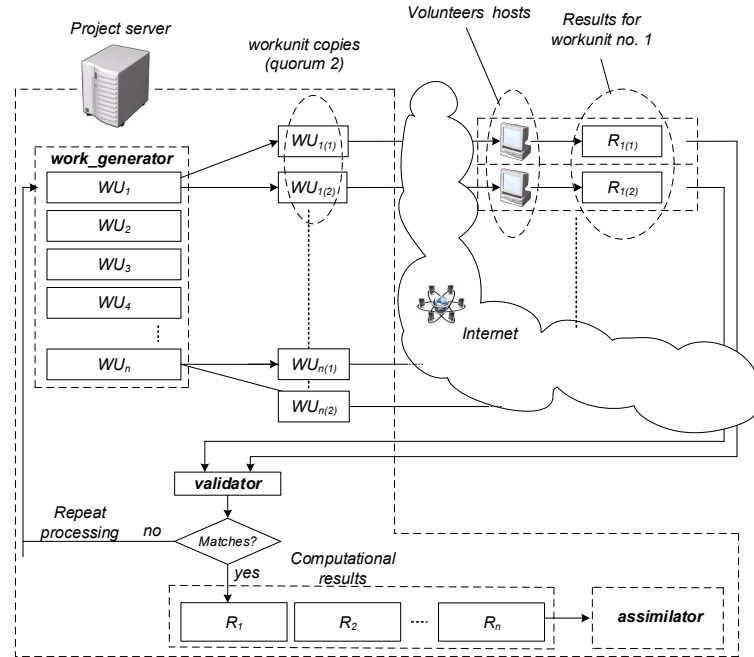 Project server
workunit copies
(quorum 2)
Volunteers hosts
Results for
workunit no. 1
work_generator
WU1
WU2
WU3
WU4
WUn
WU1(1)
WU1(2)
WUn(1)
WUn(2)
R1(1)
R1(2)
Internet
validator
Matches?
Repeat
processing
no
yes
Computational
results
R1
R2
Rn
assimilator